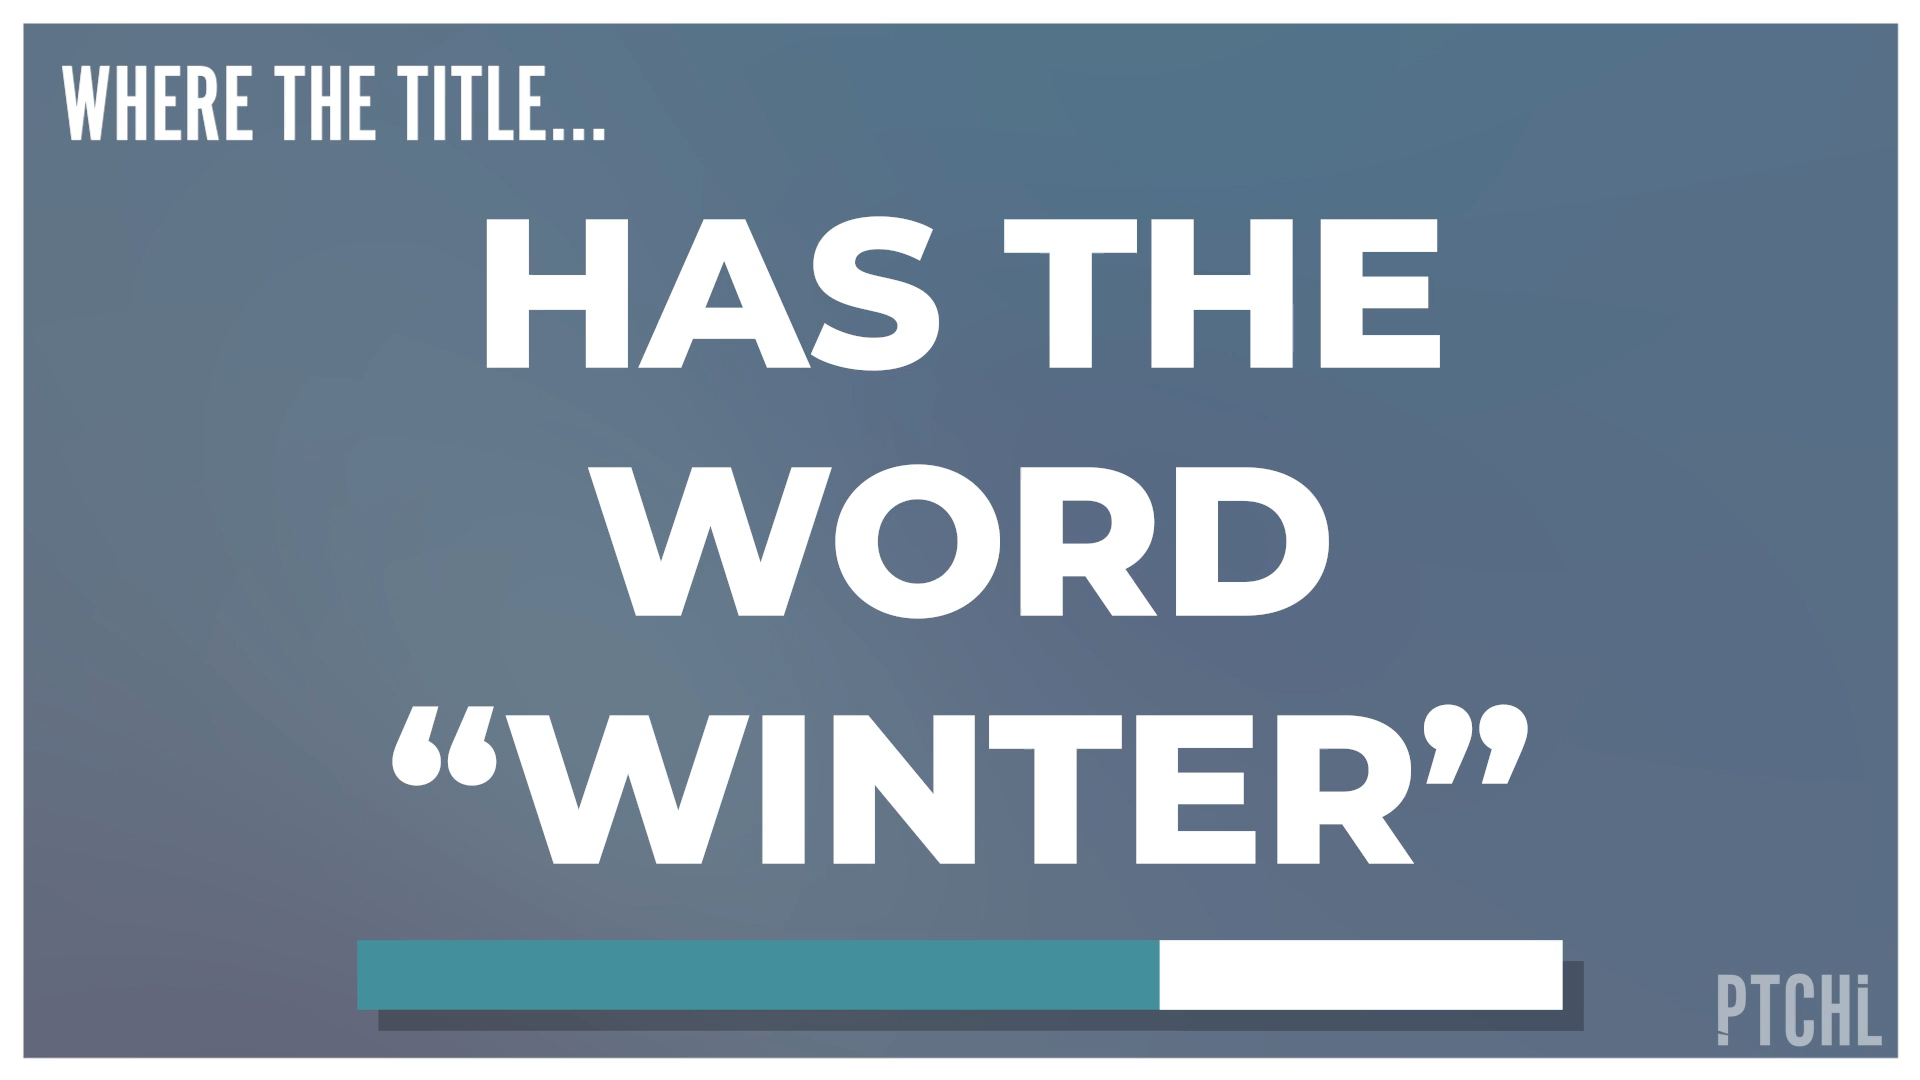 WHERE THE TITLE...
HAS THE
WORD
“WINTER”
PTCHi